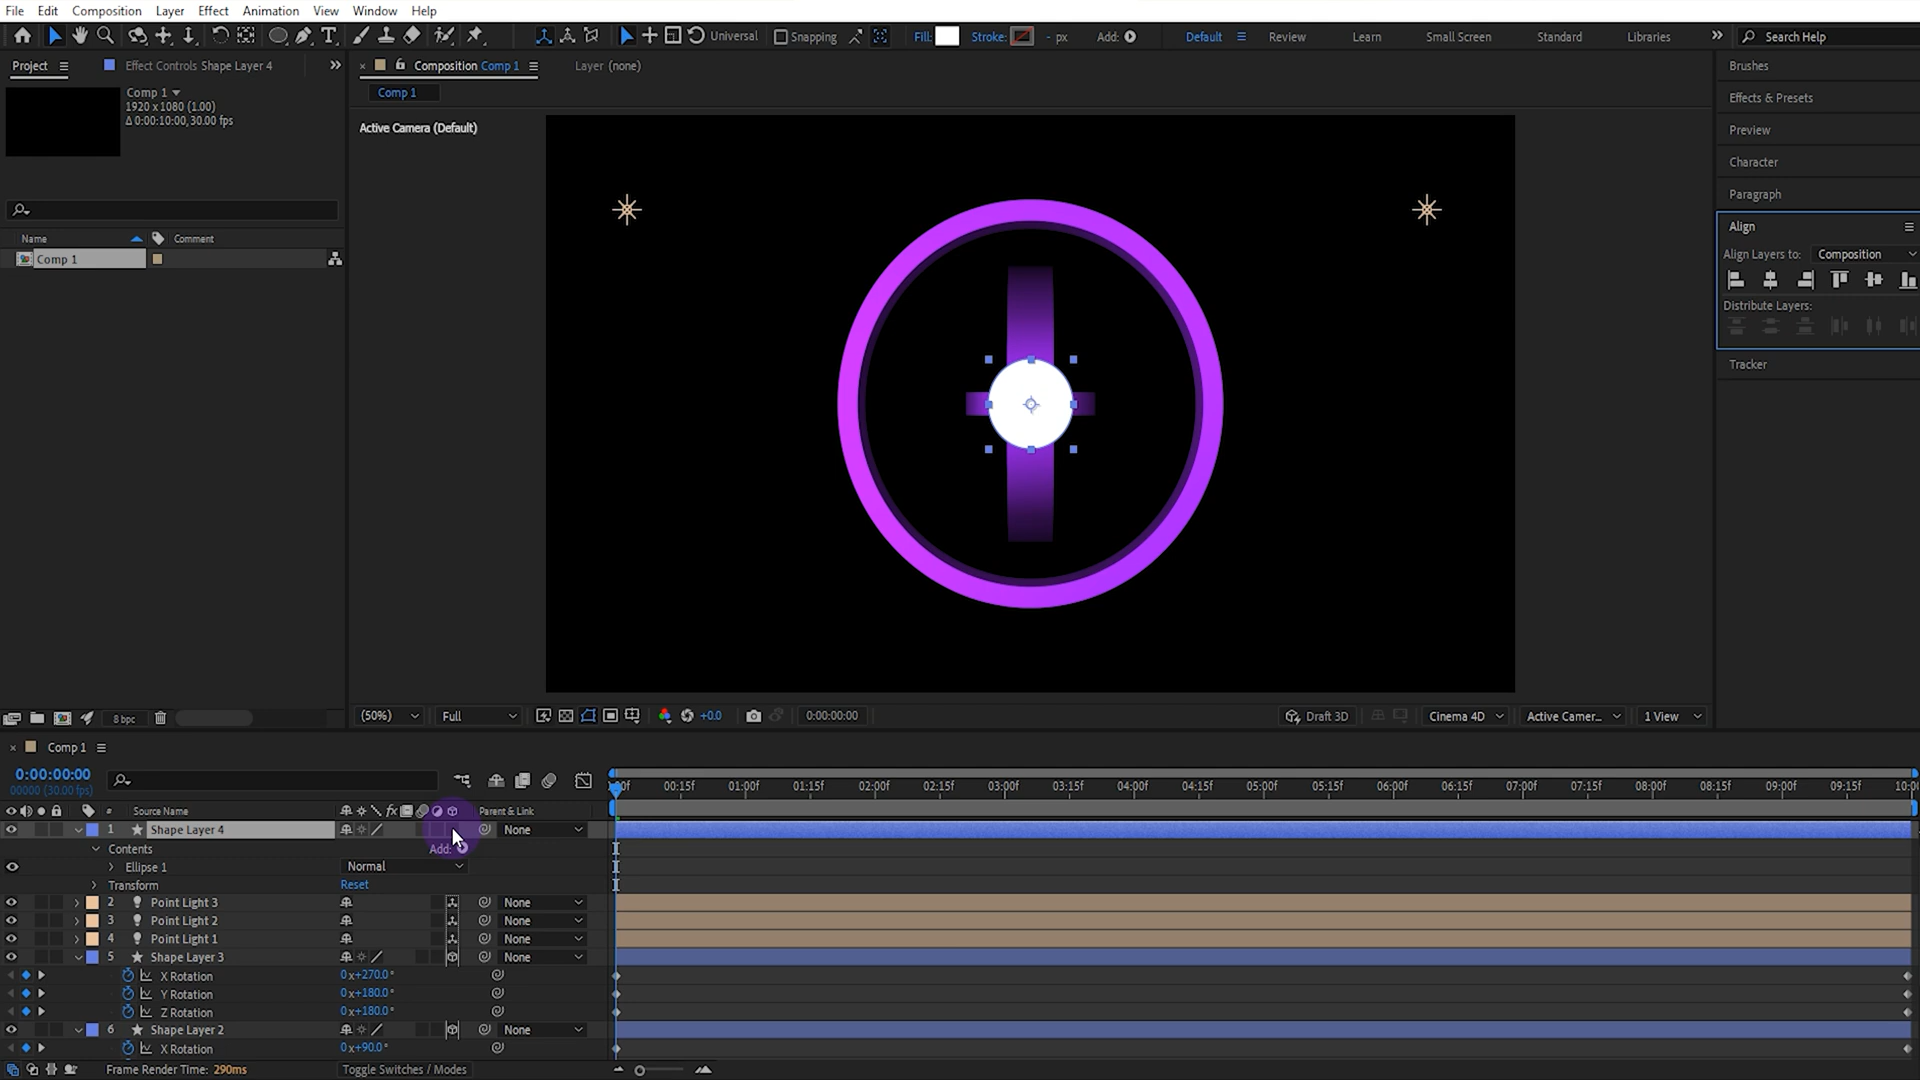 File Edit Composition Layer Effect Animation View Window Help
Universal Snapping Fill: Stroke: - px Add: Default Review Learn Small Screen Standard Libraries Search Help
Project Effect Controls Shape Layer 4
Comp 1
1920 x 1080 (1.00)
Δ 0:00:10:00, 30.00 fps
Name Comment
Comp 1
8 bpc
Composition Comp 1 Layer (none)
Comp 1
Active Camera (Default)
(50%) Full +0.0 0:00:00:00 Draft 3D Cinema 4D Active Camer... 1 View
Brushes
Effects & Presets
Preview
Character
Paragraph
Align
Align Layers to: Composition
Distribute Layers:
Tracker
Comp 1
0:00:00:00
00000 (30.00 fps)
00f 00:15f 01:00f 01:15f 02:00f 02:15f 03:00f 03:15f 04:00f 04:15f 05:00f 05:15f 06:00f 06:15f 07:00f 07:15f 08:00f 08:15f 09:00f 09:15f 10:0
# Source Name fx Parent & Link
1 Shape Layer 4 None
Contents Add:
Ellipse 1 Normal
Transform Reset
2 Point Light 3 None
3 Point Light 2 None
4 Point Light 1 None
5 Shape Layer 3 None
X Rotation 0x+270.0°
Y Rotation 0x+180.0°
Z Rotation 0x+180.0°
6 Shape Layer 2 None
X Rotation 0x+90.0°
Frame Render Time: 290ms Toggle Switches / Modes